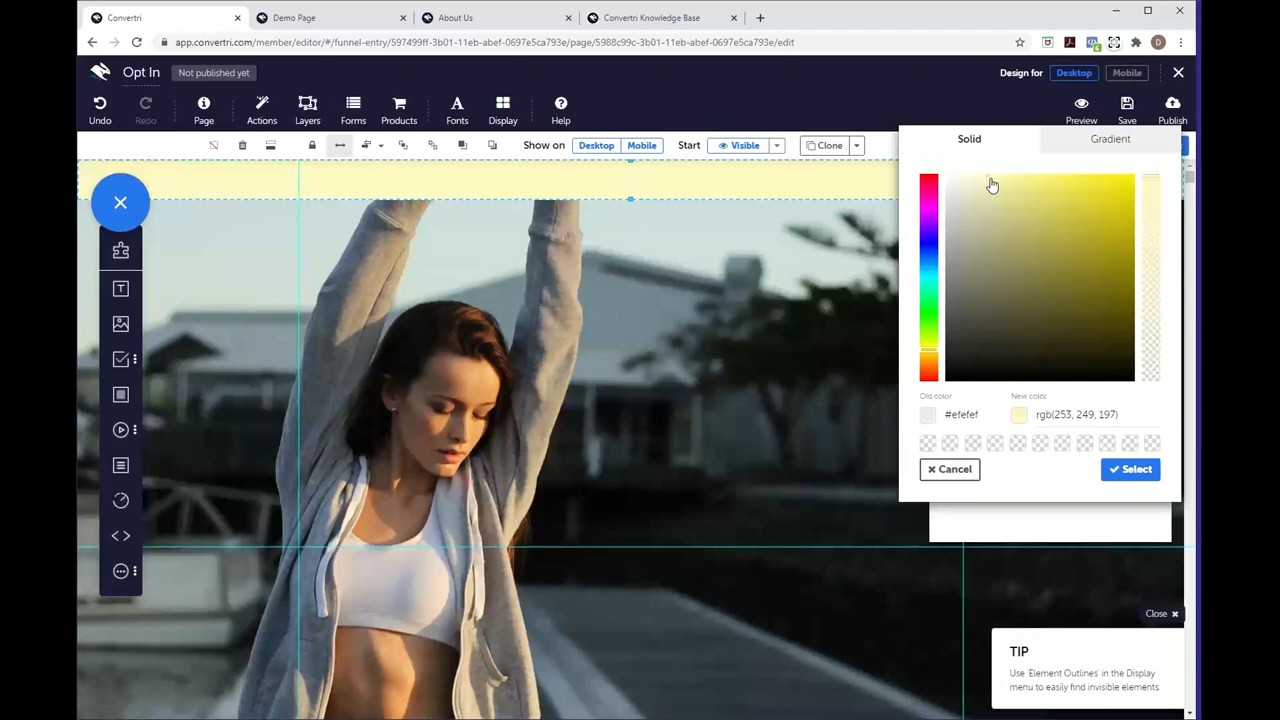 Convertri
Demo Page
About Us
Convertri Knowledge Base
app.convertri.com/member/editor/#/funnel-entry/597499ff-3b01-11eb-abef-0697e5ca793e/page/5988c99c-3b01-11eb-abef-0697e5ca793e/edit
6
D
Opt In
Not published yet
Design for
Desktop
Mobile
Undo
Redo
Page
Actions
Layers
Forms
Products
Fonts
Display
Help
Preview
Save
Publish
Show on
Desktop
Mobile
Start
Visible
Clone
Solid
Gradient
Old color
New color
#efefef
rgb(253, 249, 197)
Cancel
Select
Close
TIP
Use 'Element Outlines' in the Display
menu to easily find invisible elements.